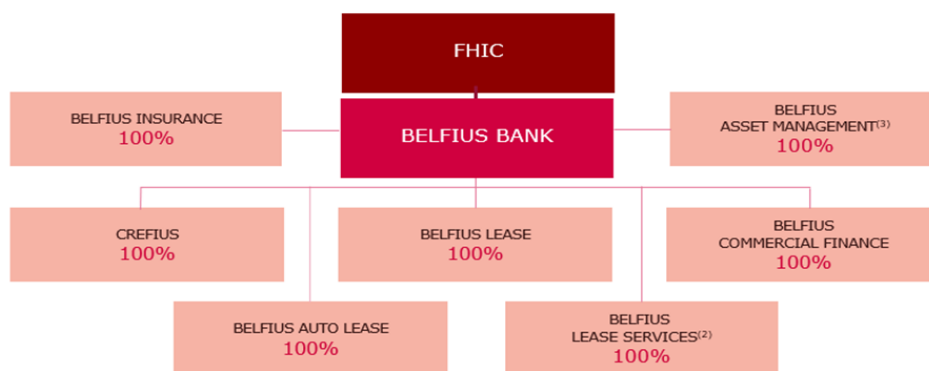 FHIC
BELFIUS INSURANCE
100%
BELFIUS BANK
BELFIUS
ASSET MANAGEMENT(3)
100%
CREFIUS
100%
BELFIUS LEASE
100%
BELFIUS
COMMERCIAL FINANCE
100%
BELFIUS AUTO LEASE
100%
BELFIUS
LEASE SERVICES(2)
100%